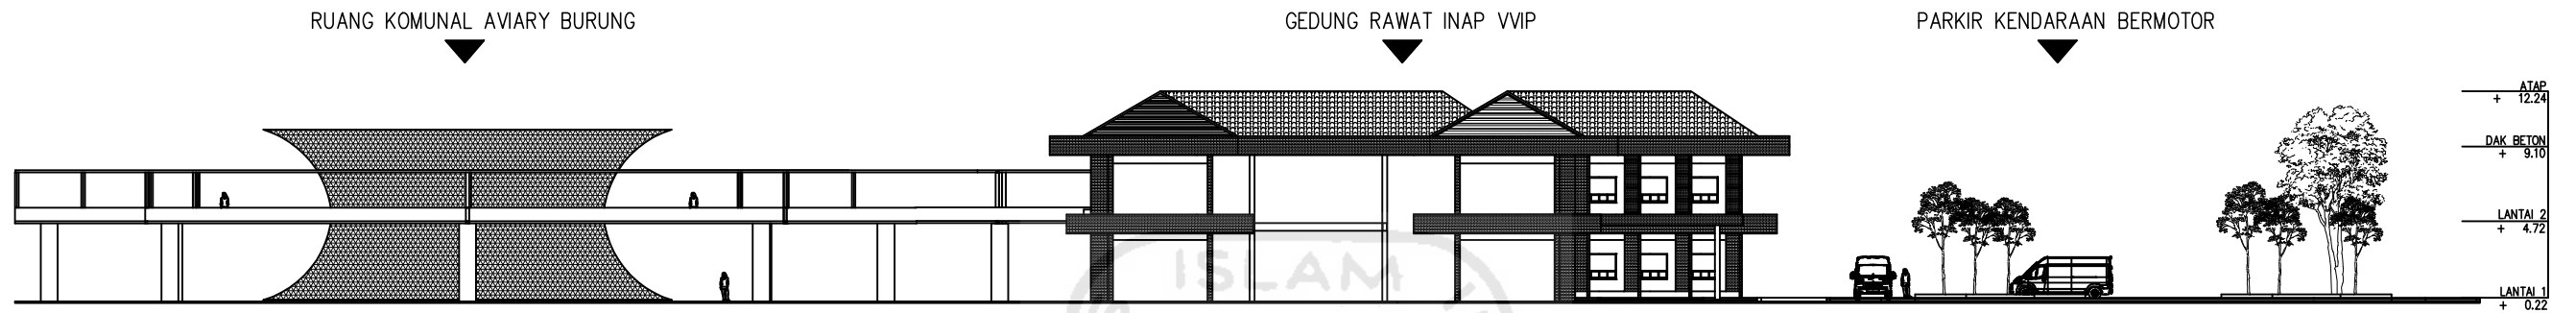 RUANG KOMUNAL AVIARY BURUNG
GEDUNG RAWAT INAP VVIP
PARKIR KENDARAAN BERMOTOR
ATAP
+ 12.24
DAK BETON
+ 9.10
LANTAI 2
+ 4.72
LANTAI 1
+ 0.22
ISLAM